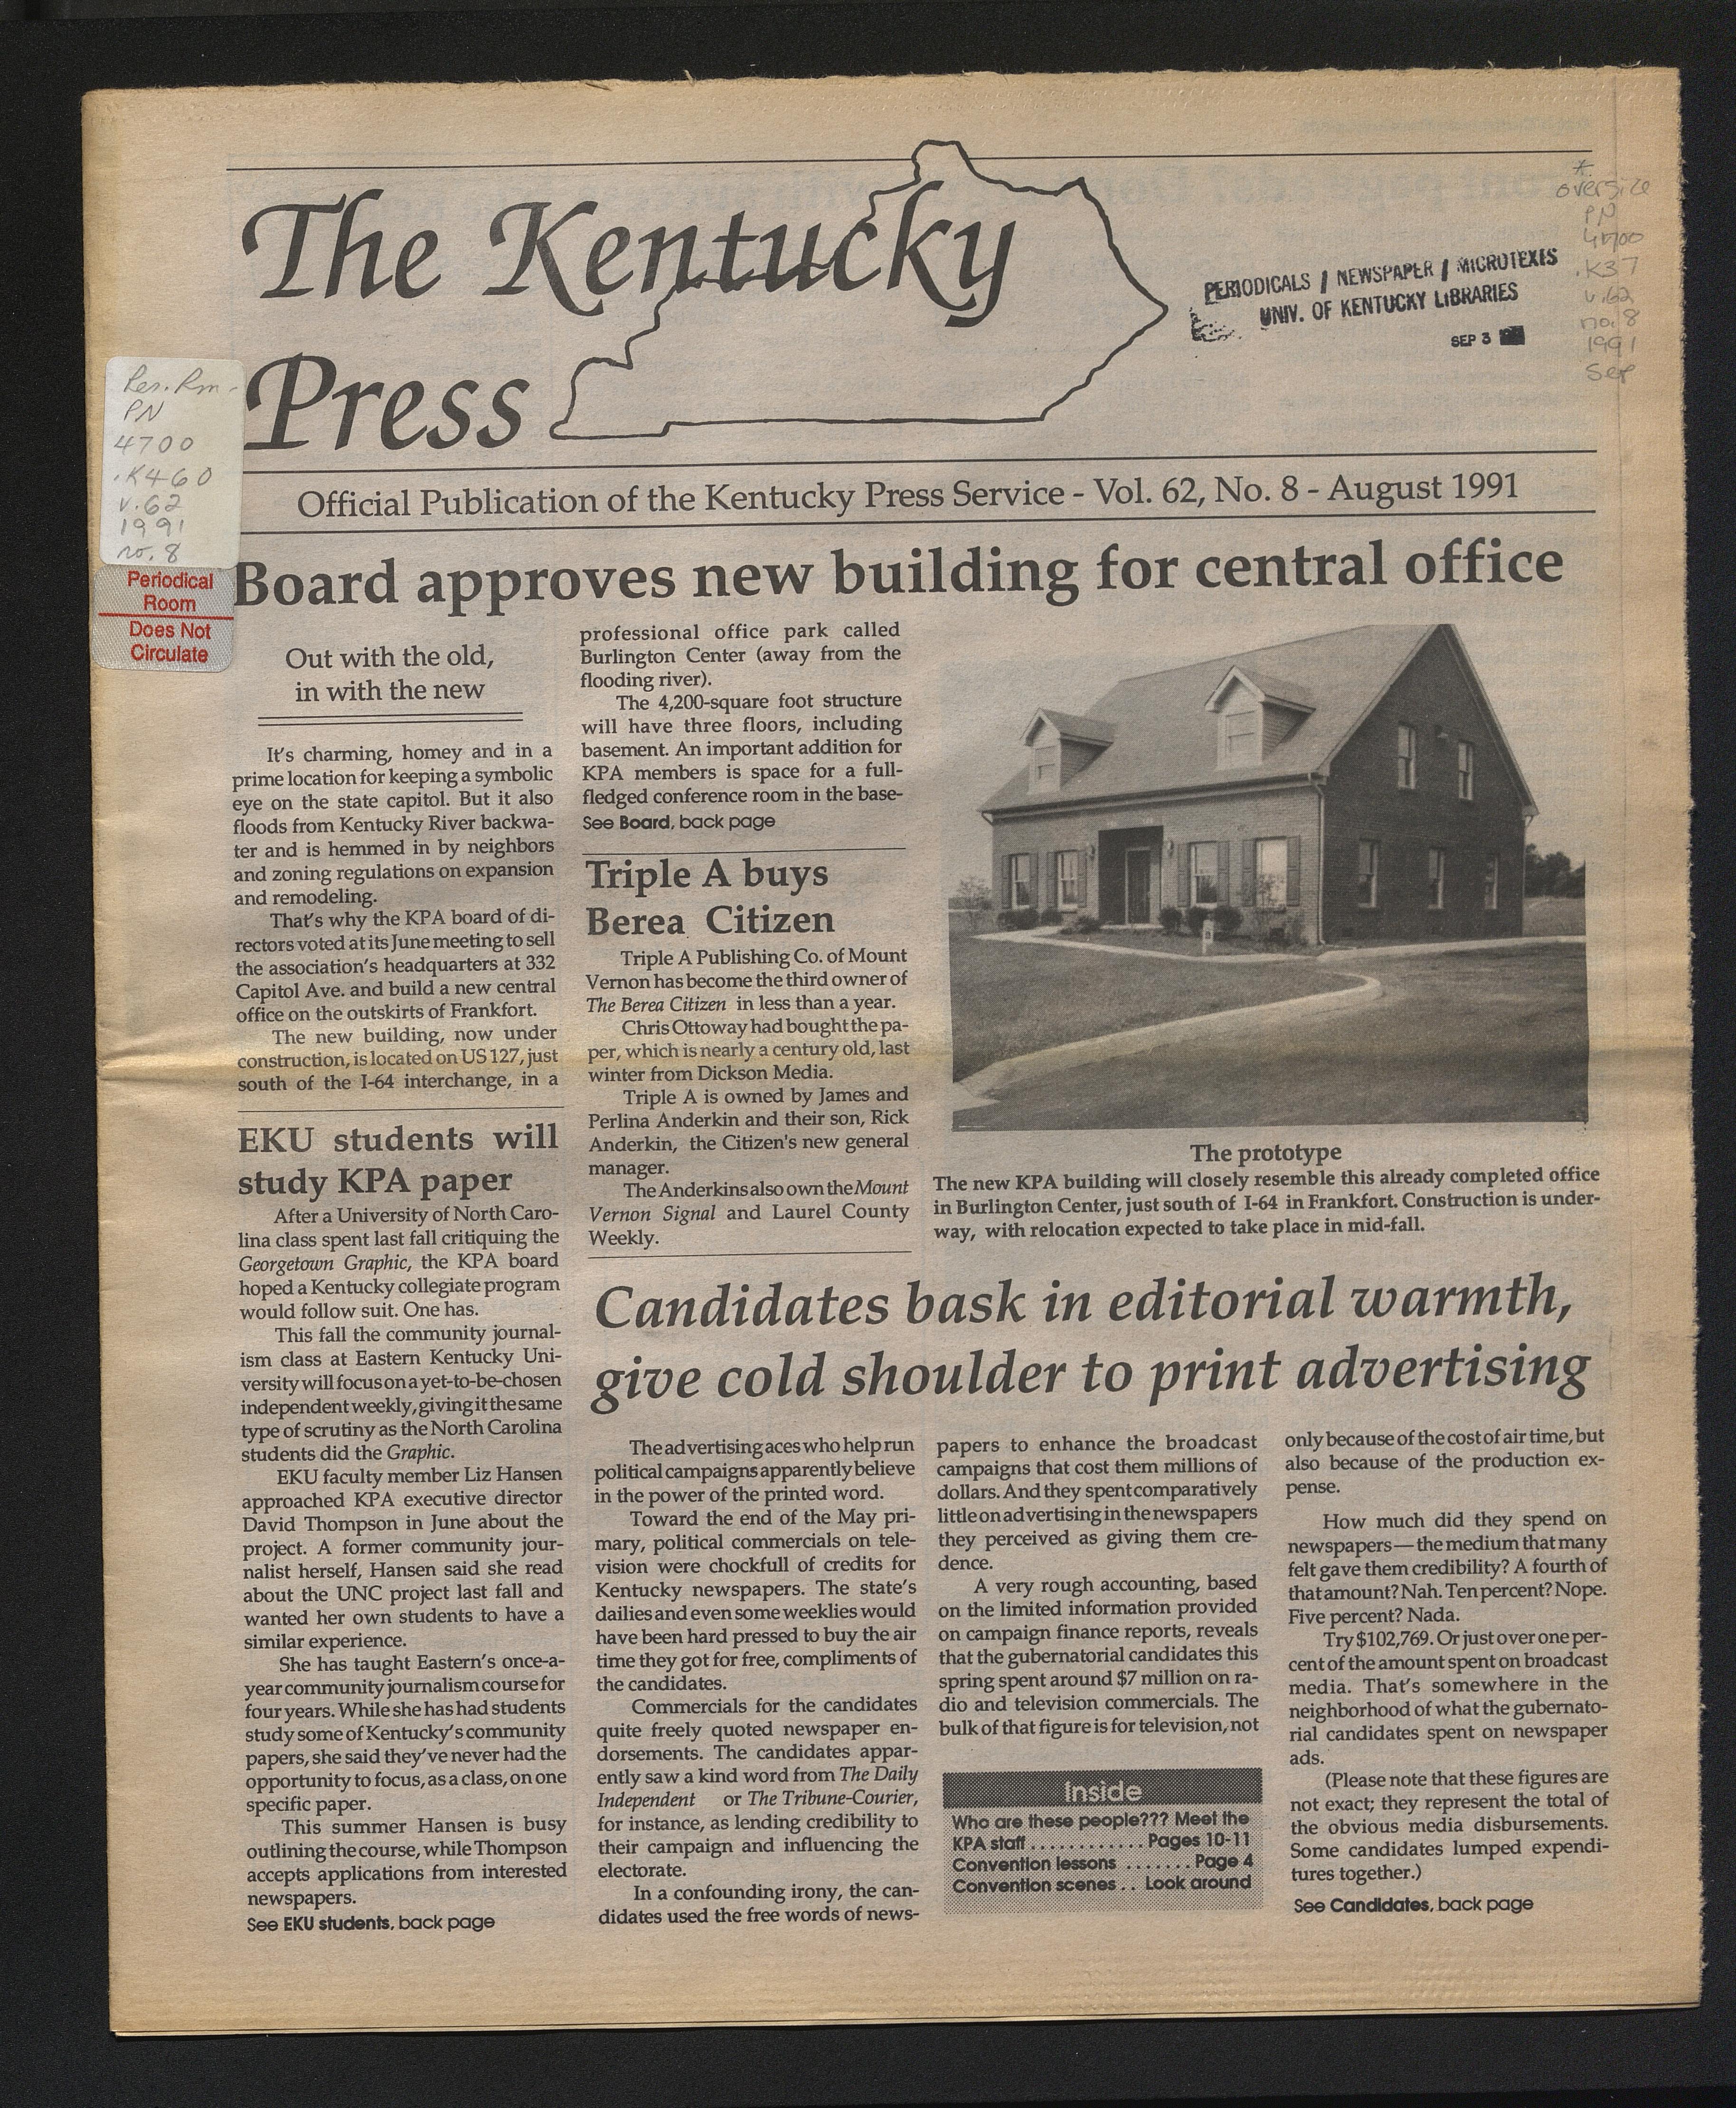 The Kentucky
Press
PERIODICALS / NEWSPAPER / MICROTEXTS
UNIV. OF KENTUCKY LIBRARIES
SEP 3
*
oversize
PN
4700
.K37
v.62
no. 8
1991
Sep
Per. Rm-
PN
4700
.K460
v.62
1991
no. 8
Periodical
Room
Does Not
Circulate
Official Publication of the Kentucky Press Service - Vol. 62, No. 8 - August 1991
Board approves new building for central office
Out with the old,
in with the new
It's charming, homey and in a
prime location for keeping a symbolic
eye on the state capitol. But it also
floods from Kentucky River backwa-
ter and is hemmed in by neighbors
and zoning regulations on expansion
and remodeling.
That's why the KPA board of di-
rectors voted at its June meeting to sell
the association's headquarters at 332
Capitol Ave. and build a new central
office on the outskirts of Frankfort.
The new building, now under
construction, is located on US 127, just
south of the I-64 interchange, in a
professional office park called
Burlington Center (away from the
flooding river).
The 4,200-square foot structure
will have three floors, including
basement. An important addition for
KPA members is space for a full-
fledged conference room in the base-
See Board, back page
The prototype
The new KPA building will closely resemble this already completed office
in Burlington Center, just south of I-64 in Frankfort. Construction is under-
way, with relocation expected to take place in mid-fall.
EKU students will
study KPA paper
After a University of North Caro-
lina class spent last fall critiquing the
Georgetown Graphic, the KPA board
hoped a Kentucky collegiate program
would follow suit. One has.
This fall the community journal-
ism class at Eastern Kentucky Uni-
versity will focus on a yet-to-be-chosen
independent weekly, giving it the same
type of scrutiny as the North Carolina
students did the Graphic.
EKU faculty member Liz Hansen
approached KPA executive director
David Thompson in June about the
project. A former community jour-
nalist herself, Hansen said she read
about the UNC project last fall and
wanted her own students to have a
similar experience.
She has taught Eastern's once-a-
year community journalism course for
four years. While she has had students
study some of Kentucky's community
papers, she said they've never had the
opportunity to focus, as a class, on one
specific paper.
This summer Hansen is busy
outlining the course, while Thompson
accepts applications from interested
newspapers.
See EKU students, back page
Triple A buys
Berea Citizen
Triple A Publishing Co. of Mount
Vernon has become the third owner of
The Berea Citizen in less than a year.
Chris Ottoway had bought the pa-
per, which is nearly a century old, last
winter from Dickson Media.
Triple A is owned by James and
Perlina Anderkin and their son, Rick
Anderkin, the Citizen's new general
manager.
The Anderkins also own the Mount
Vernon Signal and Laurel County
Weekly.
Candidates bask in editorial warmth,
give cold shoulder to print advertising
The advertising aces who help run
political campaigns apparently believe
in the power of the printed word.
Toward the end of the May pri-
mary, political commercials on tele-
vision were chockfull of credits for
Kentucky newspapers. The state's
dailies and even some weeklies would
have been hard pressed to buy the air
time they got for free, compliments of
the candidates.
Commercials for the candidates
quite freely quoted newspaper en-
dorsements. The candidates appar-
ently saw a kind word from The Daily
Independent or The Tribune-Courier,
for instance, as lending credibility to
their campaign and influencing the
electorate.
In a confounding irony, the can-
didates used the free words of news-
papers to enhance the broadcast
campaigns that cost them millions of
dollars. And they spent comparatively
little on advertising in the newspapers
they perceived as giving them cre-
dence.
A very rough accounting, based
on the limited information provided
on campaign finance reports, reveals
that the gubernatorial candidates this
spring spent around $7 million on ra-
dio and television commercials. The
bulk of that figure is for television, not
only because of the cost of air time, but
also because of the production ex-
pense.
How much did they spend on
newspapers — the medium that many
felt gave them credibility? A fourth of
that amount? Nah. Ten percent? Nope.
Five percent? Nada.
Try $102,769. Or just over one per-
cent of the amount spent on broadcast
media. That's somewhere in the
neighborhood of what the gubernato-
rial candidates spent on newspaper
ads.
(Please note that these figures are
not exact; they represent the total of
the obvious media disbursements.
Some candidates lumped expendi-
tures together.)
See Candidates, back page
Inside
Who are these people??? Meet the
KPA staff . . . . . . . . . . . . Pages 10-11
Convention lessons . . . . . . . Page 4
Convention scenes . . Look around